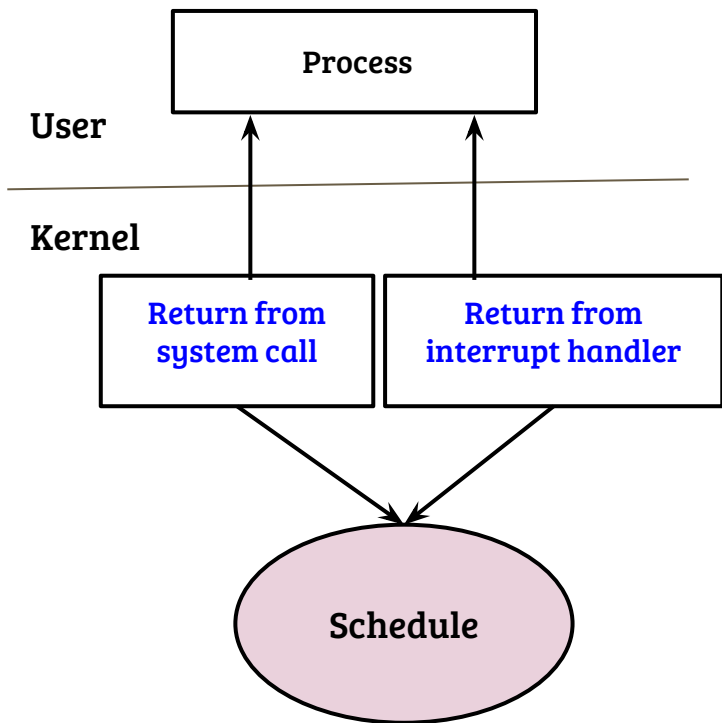 Process
User
Kernel
Return from
system call
Return from
interrupt handler
Schedule